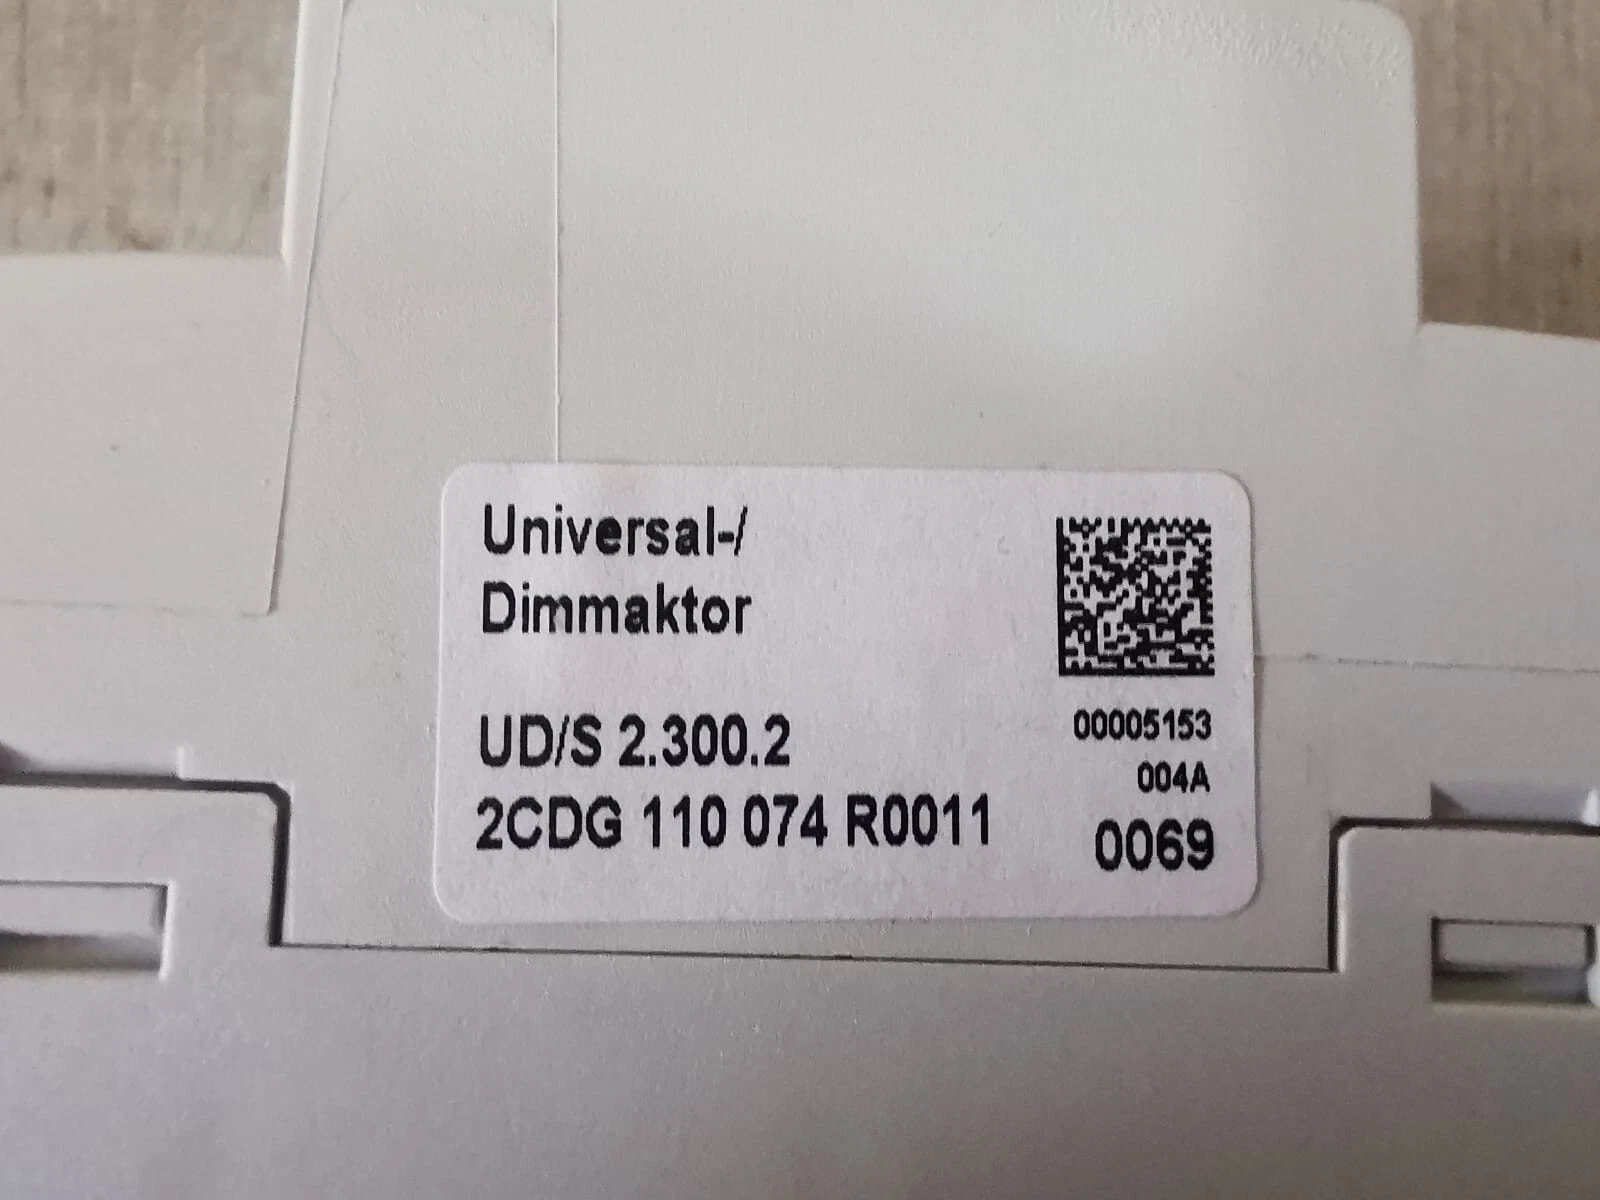 Universal-/
Dimmaktor
UD/S 2.300.2
2CDG 110 074 R0011
00005153
004A
0069